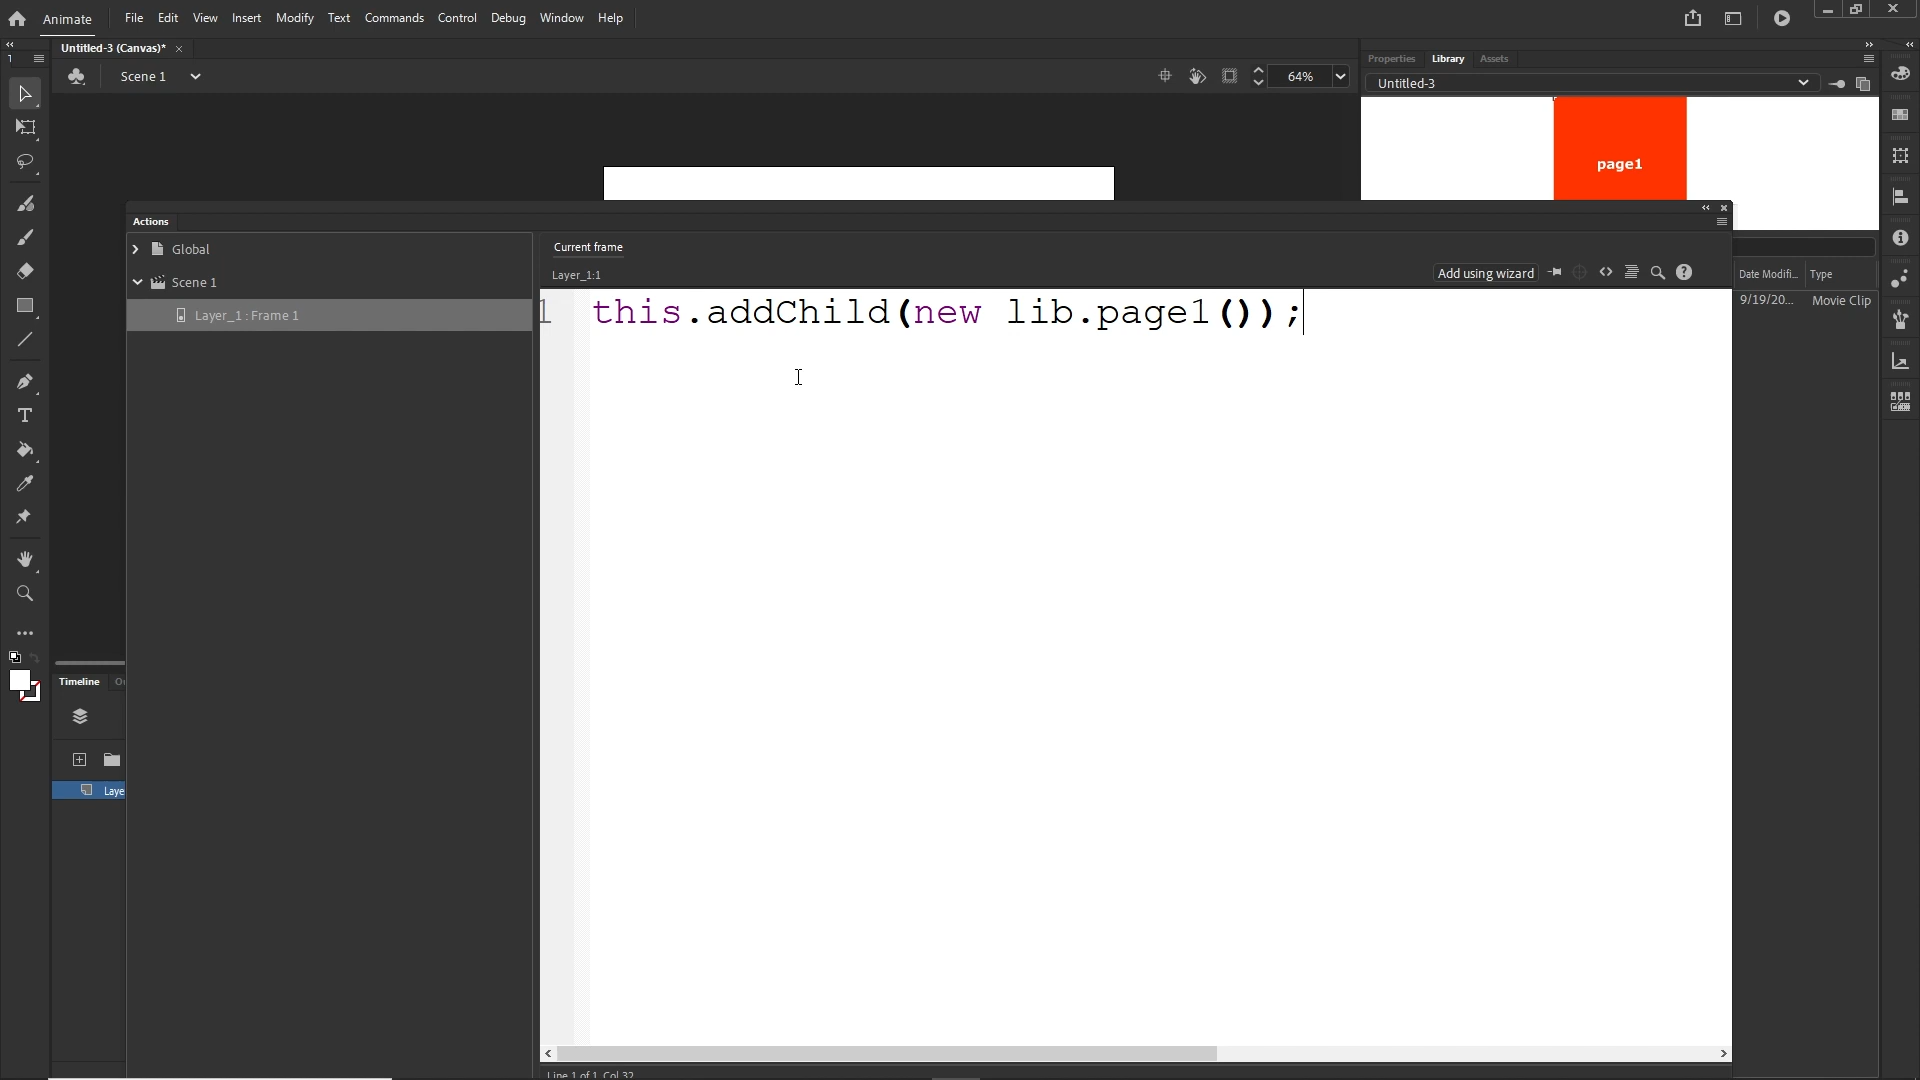 Animate File Edit View Insert Modify Text Commands Control Debug Window Help
Untitled-3 (Canvas)* ×
Scene 1
64%
Properties Library Assets
Untitled-3
page1
Date Modifi... Type
9/19/20... Movie Clip
Actions
Global
Scene 1
Layer_1 : Frame 1
Current frame
Layer_1:1
Add using wizard
1 this.addChild(new lib.page1());
Line 1 of 1, Col 32
Timeline Ou
Laye